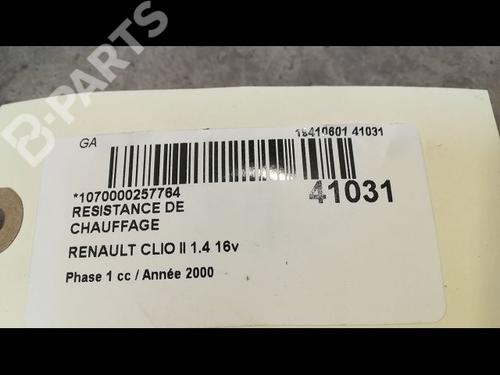 B-PARTS
GA
19410601 41031
*1070000257764
41031
RESISTANCE DE
CHAUFFAGE
RENAULT CLIO II 1.4 16v
Phase 1 cc / Année 2000